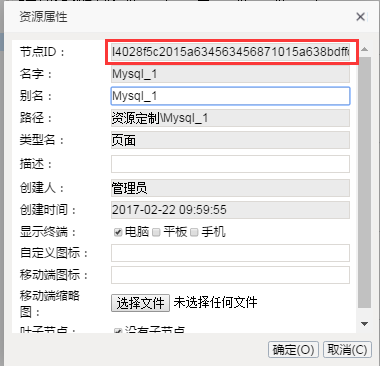 资源属性
节点ID： I4028f5c2015a634563456871015a638bdff
名字： Mysql_1
别名： Mysql_1
路径： 资源定制\Mysql_1
类型名： 页面
描述：
创建人： 管理员
创建时间： 2017-02-22 09:59:55
显示终端： 电脑 平板 手机
自定义图标：
移动端图标：
移动端缩略
图： 选择文件 未选择任何文件
叶子节点： 没有子节点
确定(O) 取消(C)